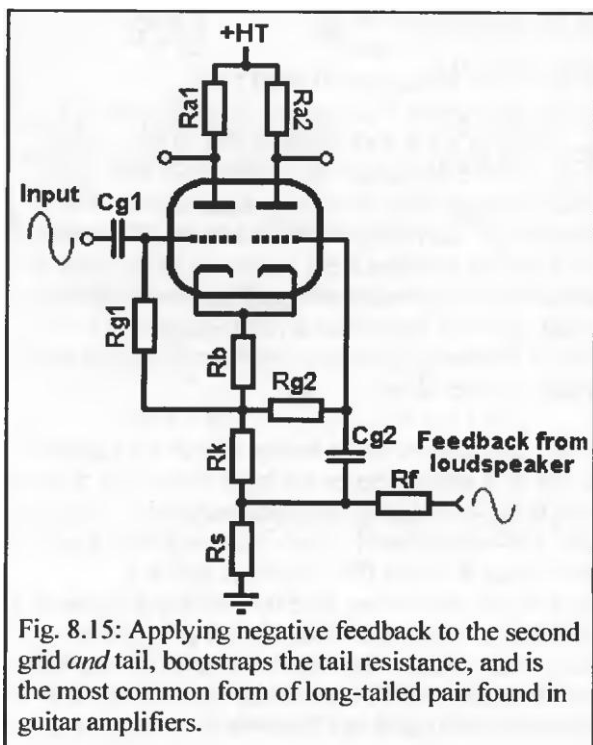 +HT
Ra1
Ra2
Input
Cg1
Rg1
Rb
Rg2
Rk
Cg2
Feedback from
loudspeaker
Rf
Rs
Fig. 8.15: Applying negative feedback to the second
grid and tail, bootstraps the tail resistance, and is
the most common form of long-tailed pair found in
guitar amplifiers.